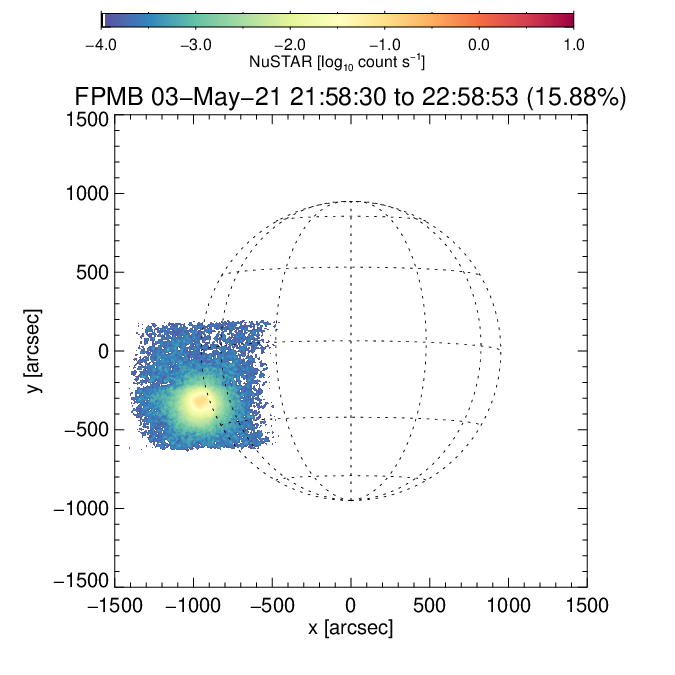 −4.0 −3.0 −2.0 −1.0 0.0 1.0
NuSTAR [log₁₀ count s⁻¹]
FPMB 03−May−21 21:58:30 to 22:58:53 (15.88%)
1500
1000
500
0
−500
−1000
−1500
y [arcsec]
−1500 −1000 −500 0 500 1000 1500
x [arcsec]